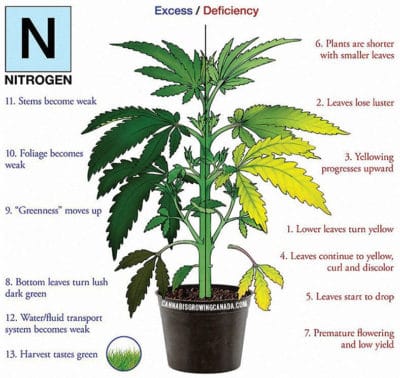 Excess / Deficiency
N
NITROGEN
6. Plants are shorter
with smaller leaves
11. Stems become weak
2. Leaves lose luster
10. Foliage becomes
weak
3. Yellowing
progresses upward
9. “Greenness” moves up
1. Lower leaves turn yellow
4. Leaves continue to yellow,
curl and discolor
8. Bottom leaves turn lush
dark green
5. Leaves start to drop
12. Water/fluid transport
system becomes weak
7. Premature flowering
and low yield
13. Harvest tastes green
CANNABISGROWINGCANADA.COM